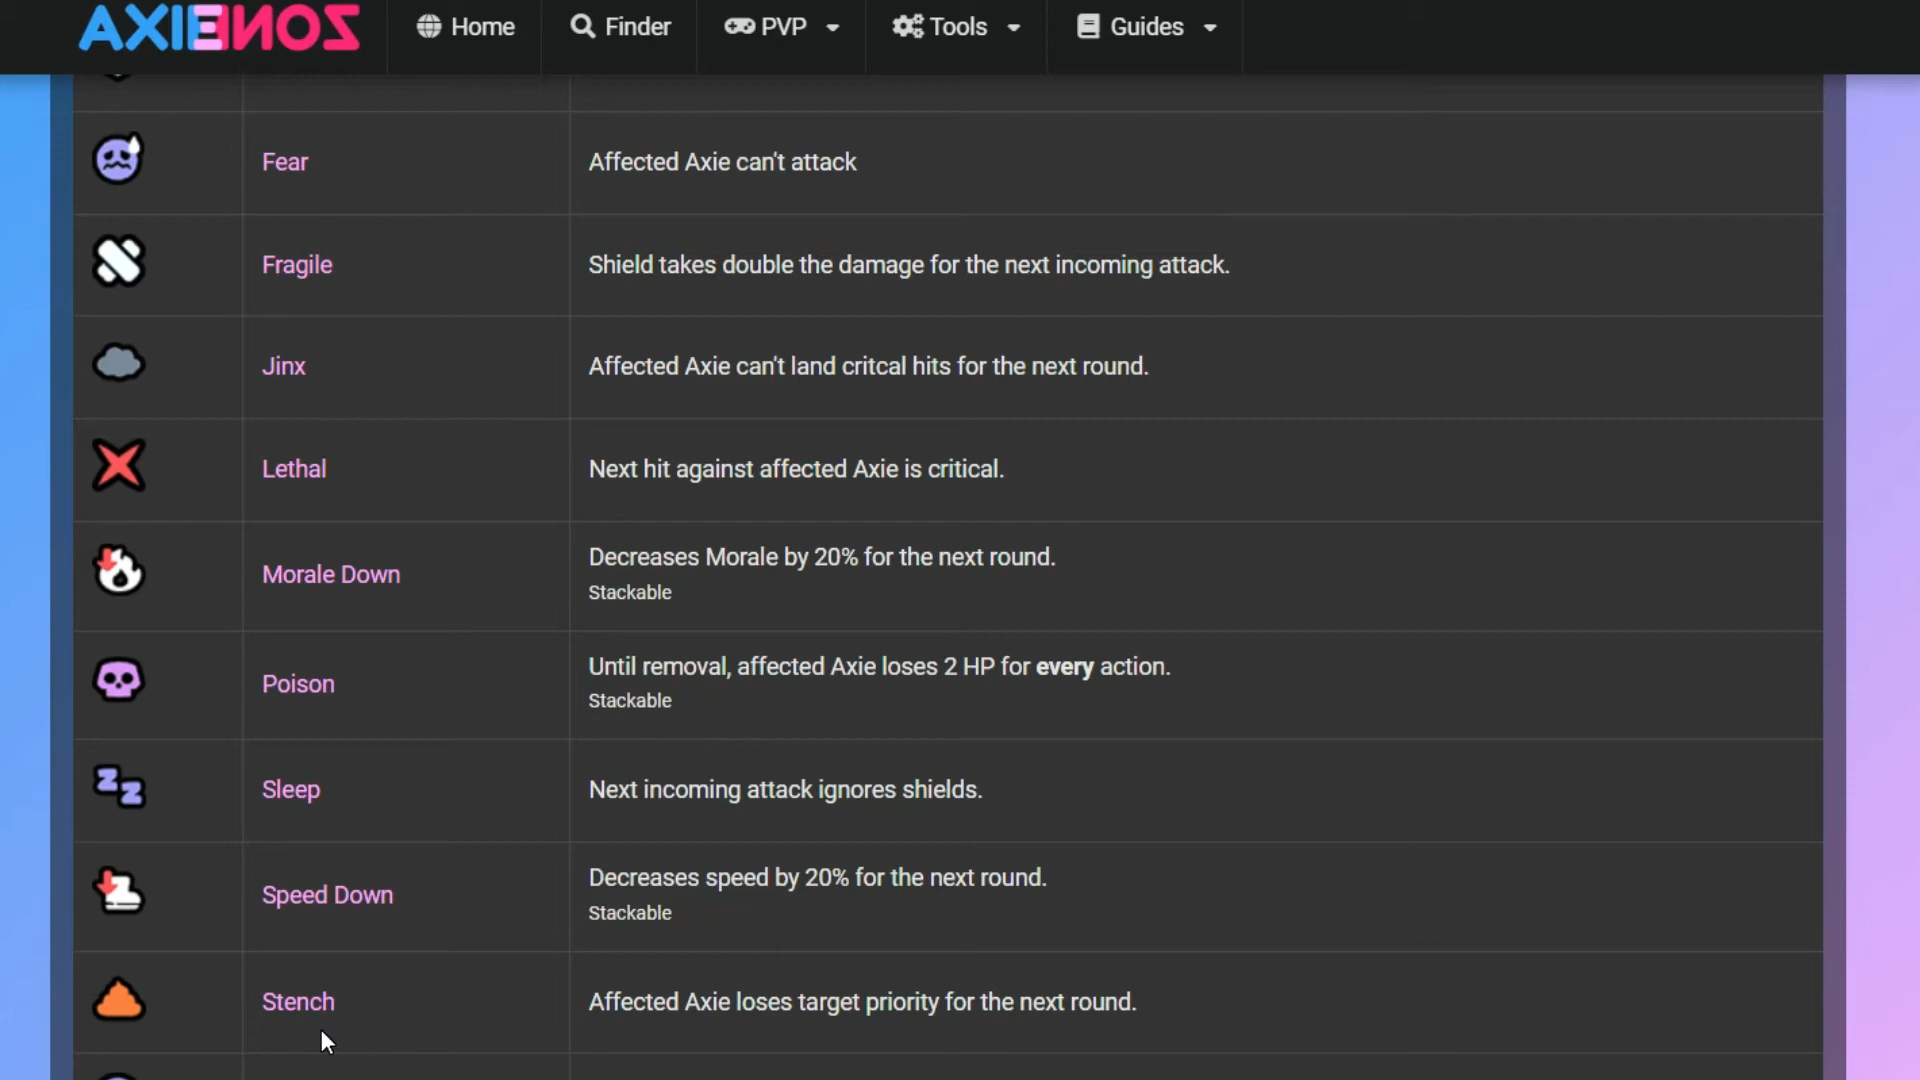 AXIEZONE
Home
Finder
PVP
Tools
Guides
Fear
Affected Axie can't attack
Fragile
Shield takes double the damage for the next incoming attack.
Jinx
Affected Axie can't land critcal hits for the next round.
Lethal
Next hit against affected Axie is critical.
Morale Down
Decreases Morale by 20% for the next round.
Stackable
Poison
Until removal, affected Axie loses 2 HP for every action.
Stackable
Sleep
Next incoming attack ignores shields.
Speed Down
Decreases speed by 20% for the next round.
Stackable
Stench
Affected Axie loses target priority for the next round.